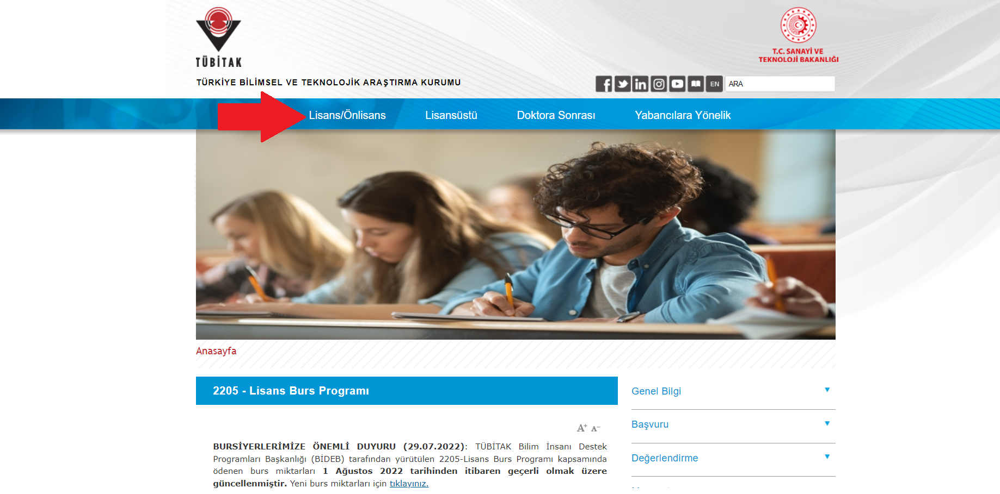 TÜBİTAK
T.C. SANAYİ VE
TEKNOLOJİ BAKANLIĞI
TÜRKİYE BİLİMSEL VE TEKNOLOJİK ARAŞTIRMA KURUMU
EN
ARA
Lisans/Önlisans
Lisansüstü
Doktora Sonrası
Yabancılara Yönelik
Anasayfa
2205 - Lisans Burs Programı
A+ A-
BURSİYERLERİMİZE ÖNEMLİ DUYURU (29.07.2022): TÜBİTAK Bilim İnsanı Destek
Programları Başkanlığı (BİDEB) tarafından yürütülen 2205-Lisans Burs Programı kapsamında
ödenen burs miktarları 1 Ağustos 2022 tarihinden itibaren geçerli olmak üzere
güncellenmiştir. Yeni burs miktarları için tıklayınız.
Genel Bilgi
Başvuru
Değerlendirme